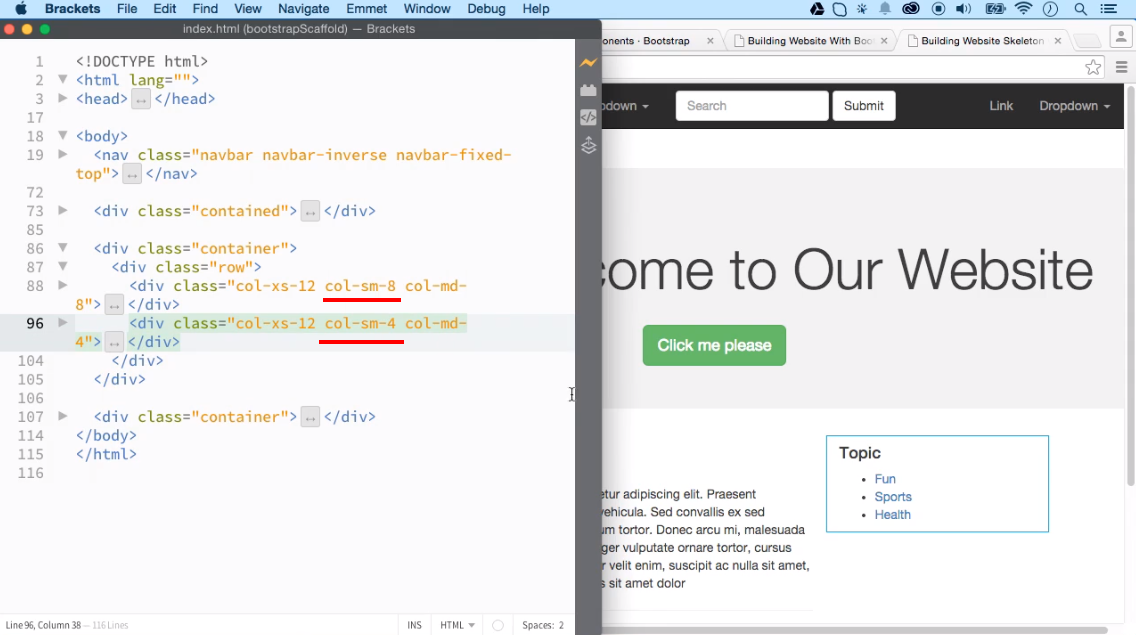 Brackets File Edit Find View Navigate Emmet Window Debug Help
index.html (bootstrapScaffold) — Brackets
1 <!DOCTYPE html>
2 <html lang="">
3 <head> </head>
17
18 <body>
19 <nav class="navbar navbar-inverse navbar-fixed-
top"> </nav>
72
73 <div class="contained"> </div>
85
86 <div class="container">
87 <div class="row">
88 <div class="col-xs-12 col-sm-8 col-md-
8"> </div>
96 <div class="col-xs-12 col-sm-4 col-md-
4"> </div>
104 </div>
105 </div>
106
107 <div class="container"> </div>
114 </body>
115 </html>
116
Line 96, Column 38 — 116 Lines
INS HTML Spaces: 2
onents · Bootstrap
Building Website With Boo
Building Website Skeleton
down
Search
Submit
Link
Dropdown
come to Our Website
Click me please
Topic
Fun
Sports
Health
etur adipiscing elit. Praesent
vehicula. Sed convallis ex sed
um tortor. Donec arcu mi, malesuada
ger vulputate ornare tortor, cursus
r velit enim, suscipit ac nulla sit amet,
sit amet dolor